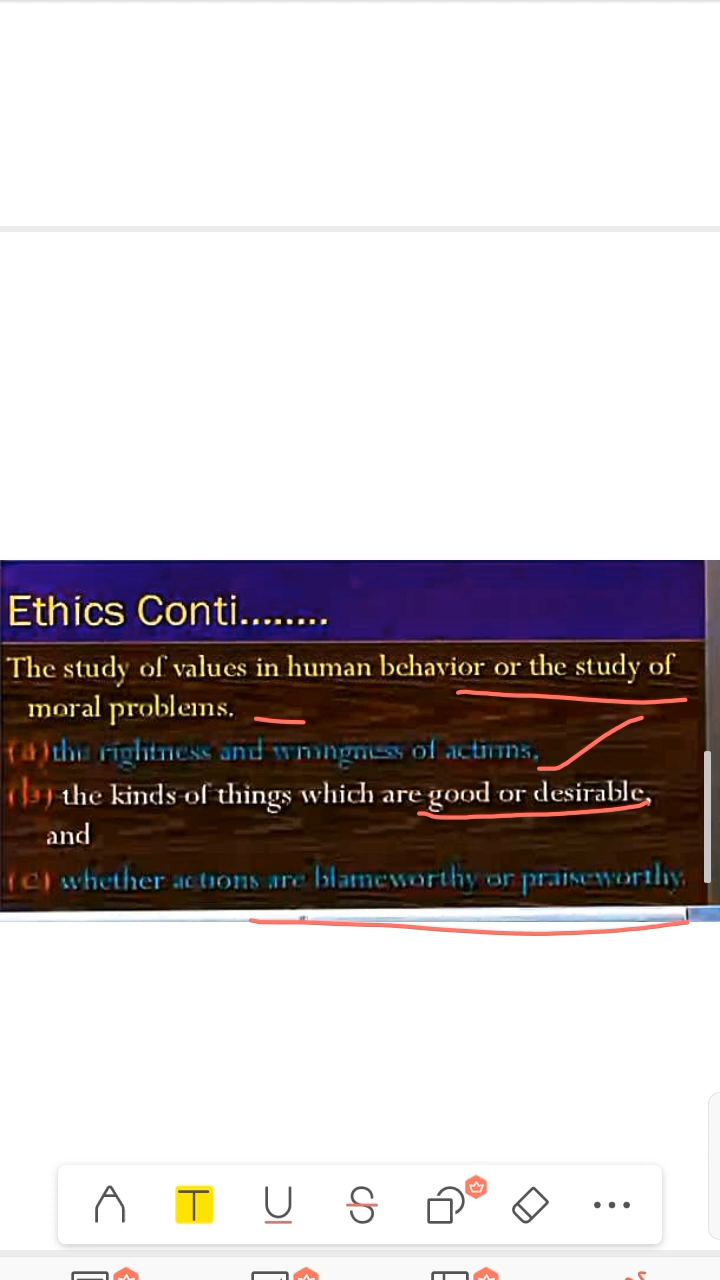 Ethics Conti........
The study of values in human behavior or the study of
moral problems.
(a)the rightness and wrongness of actions,
(b) the kinds of things which are good or desirable,
and
(c) whether actions are blameworthy or praiseworthy.
T
U
S